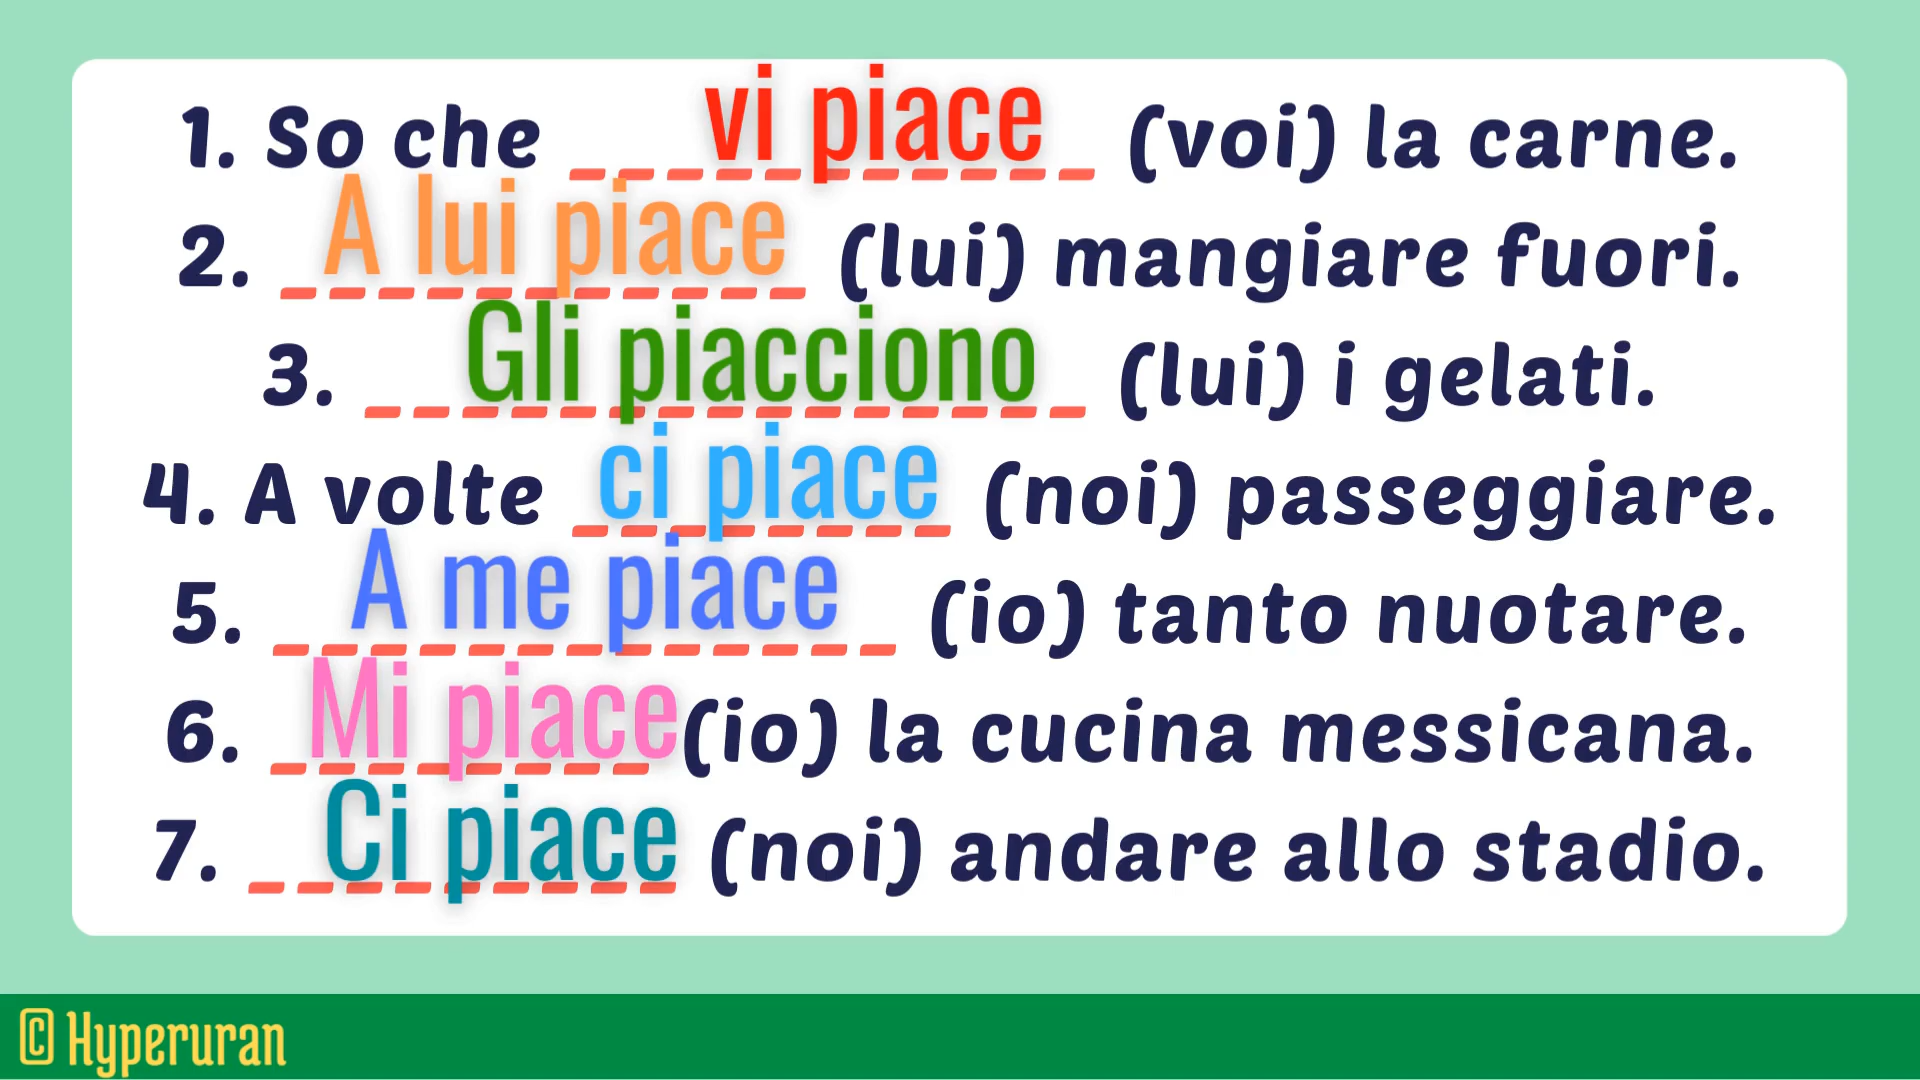 1. So che vi piace (voi) la carne.
2. A lui piace (lui) mangiare fuori.
3. Gli piacciono (lui) i gelati.
4. A volte ci piace (noi) passeggiare.
5. A me piace (io) tanto nuotare.
6. Mi piace (io) la cucina messicana.
7. Ci piace (noi) andare allo stadio.
© Hyperuran